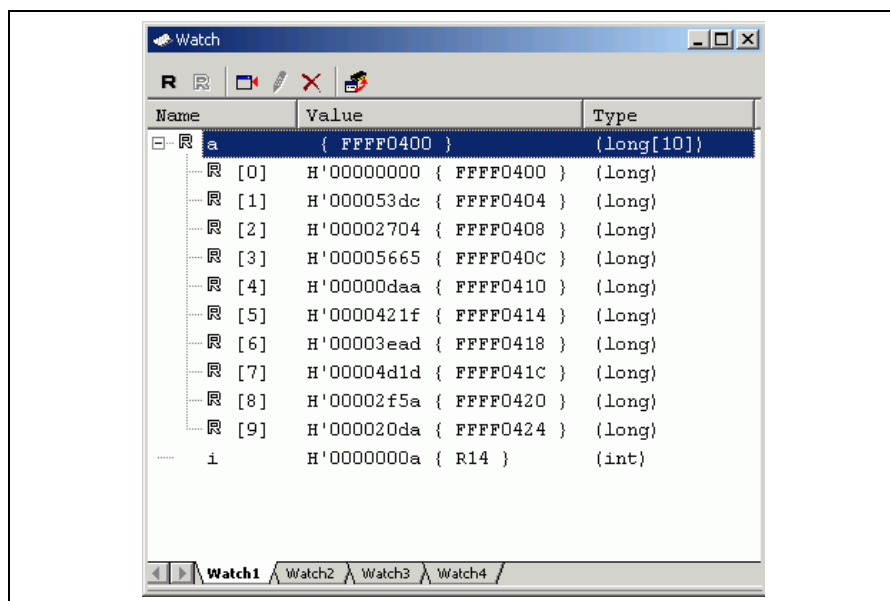 Watch
R R
Name Value Type
R a { FFFF0400 } (long[10])
R [0] H'00000000 { FFFF0400 } (long)
R [1] H'000053dc { FFFF0404 } (long)
R [2] H'00002704 { FFFF0408 } (long)
R [3] H'00005665 { FFFF040C } (long)
R [4] H'00000daa { FFFF0410 } (long)
R [5] H'0000421f { FFFF0414 } (long)
R [6] H'00003ead { FFFF0418 } (long)
R [7] H'00004d1d { FFFF041C } (long)
R [8] H'00002f5a { FFFF0420 } (long)
R [9] H'000020da { FFFF0424 } (long)
i H'0000000a { R14 } (int)
Watch1 Watch2 Watch3 Watch4